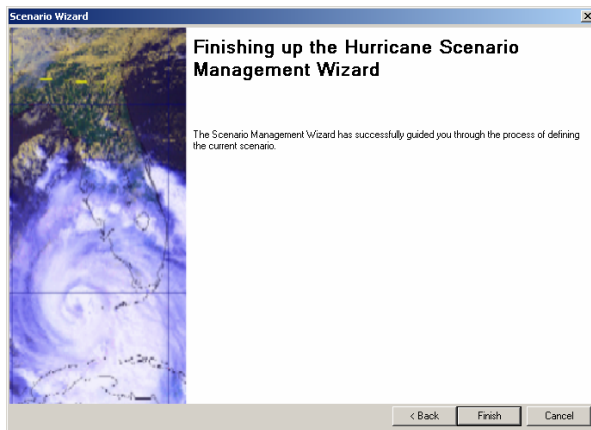 Scenario Wizard
Finishing up the Hurricane Scenario
Management Wizard
The Scenario Management Wizard has successfully guided you through the process of defining
the current scenario.
< Back
Finish
Cancel